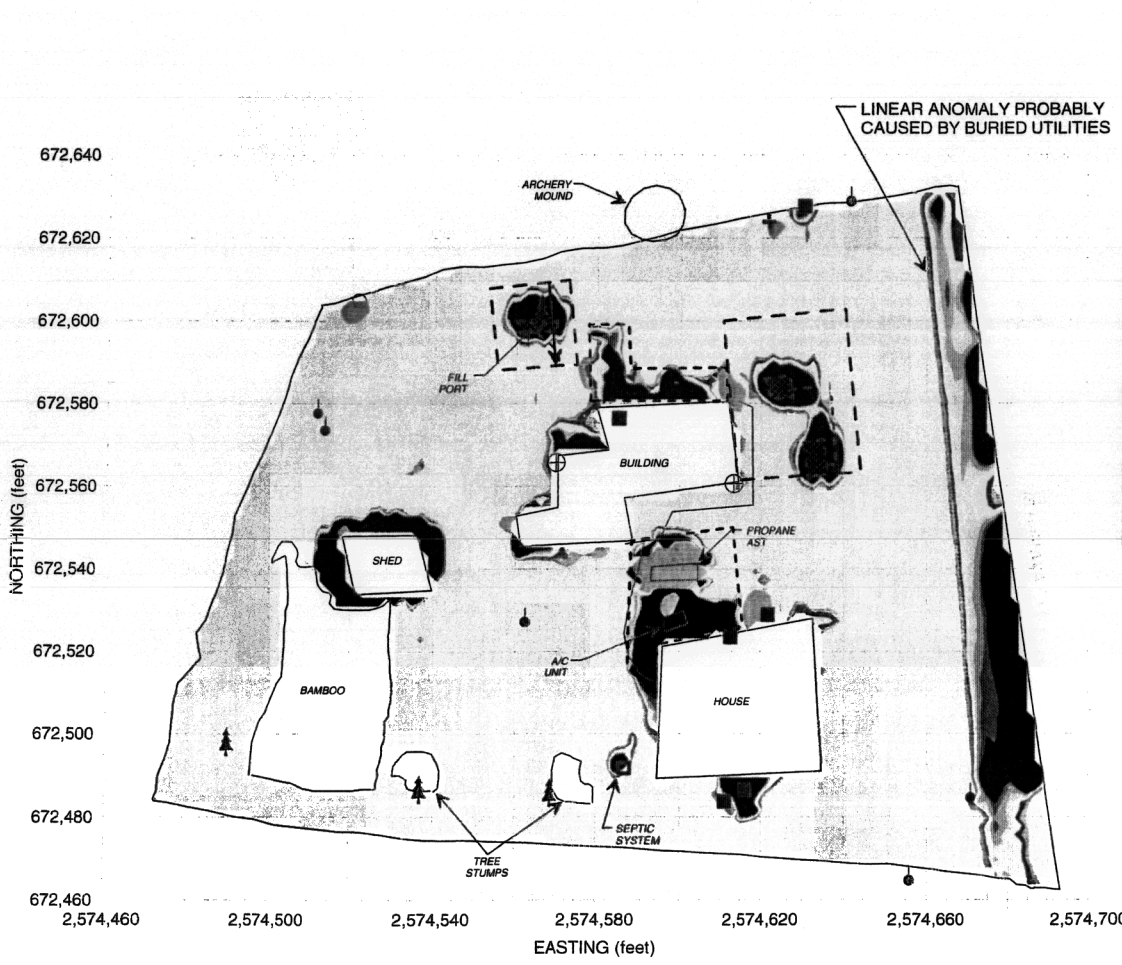 LINEAR ANOMALY PROBABLY
CAUSED BY BURIED UTILITIES
672,640
ARCHERY
MOUND
672,620
672,600
FILL
PORT
672,580
BUILDING
672,560
NORTHING (feet)
PROPANE
AST
SHED
672,540
672,520
A/C
UNIT
BAMBOO
HOUSE
672,500
672,480
SEPTIC
SYSTEM
TREE
STUMPS
672,460
2,574,460
2,574,500
2,574,540
2,574,580
2,574,620
2,574,660
2,574,700
EASTING (feet)